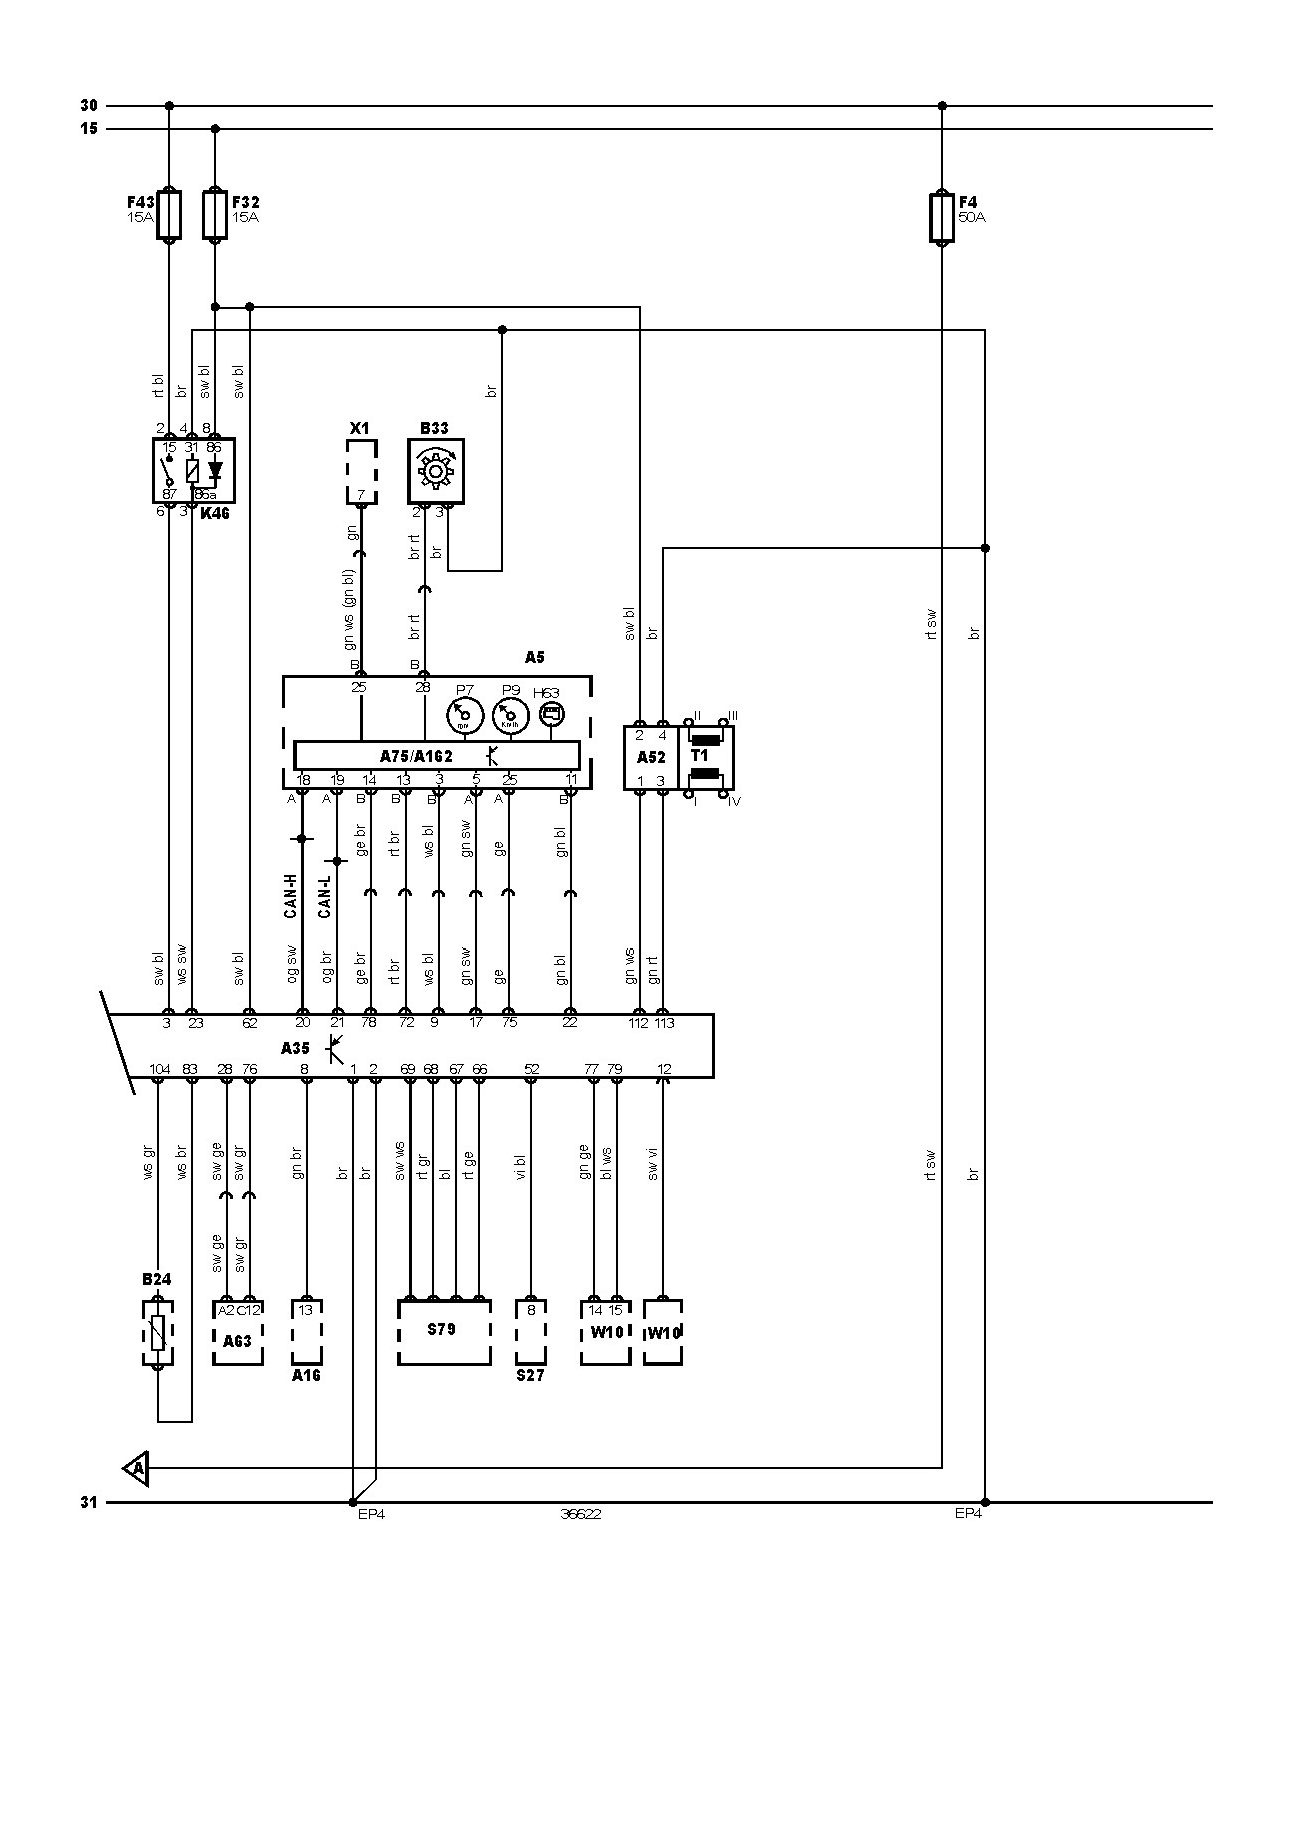 30
15
F43
15A
F32
15A
F4
50A
rt bl
br
sw bl
sw bl
br
2 4 8
15 31 86
87 86a
6 3 K46
X1
7
B33
2 3
gn
br rt
br
gn ws (gn bl)
br rt
sw bl
br
rt sw
br
B B
A5
25 28
P7
rpm
P9
Km/h
H63
A75/A162
18 19 14 13 3 5 25 11
A A B B B A A B
II III
2 4
A52
T1
1 3
I IV
ge br
rt br
ws bl
gn sw
ge
gn bl
CAN-H
CAN-L
sw bl
ws sw
sw bl
og sw
og br
ge br
rt br
ws bl
gn sw
ge
gn bl
gn ws
gn rt
3 23 62 20 21 78 72 9 17 75 22 112 113
A35
104 83 28 76 8 1 2 69 68 67 66 52 77 79 12
ws gr
ws br
sw ge
sw gr
gn br
br
br
sw ws
rt gr
bl
rt ge
vi bl
gn ge
bl ws
sw vi
rt sw
br
sw ge
sw gr
B24
A2 C12
A63
13
A16
S79
8
S27
14 15
W10
W10
A
31
EP4
36622
EP4